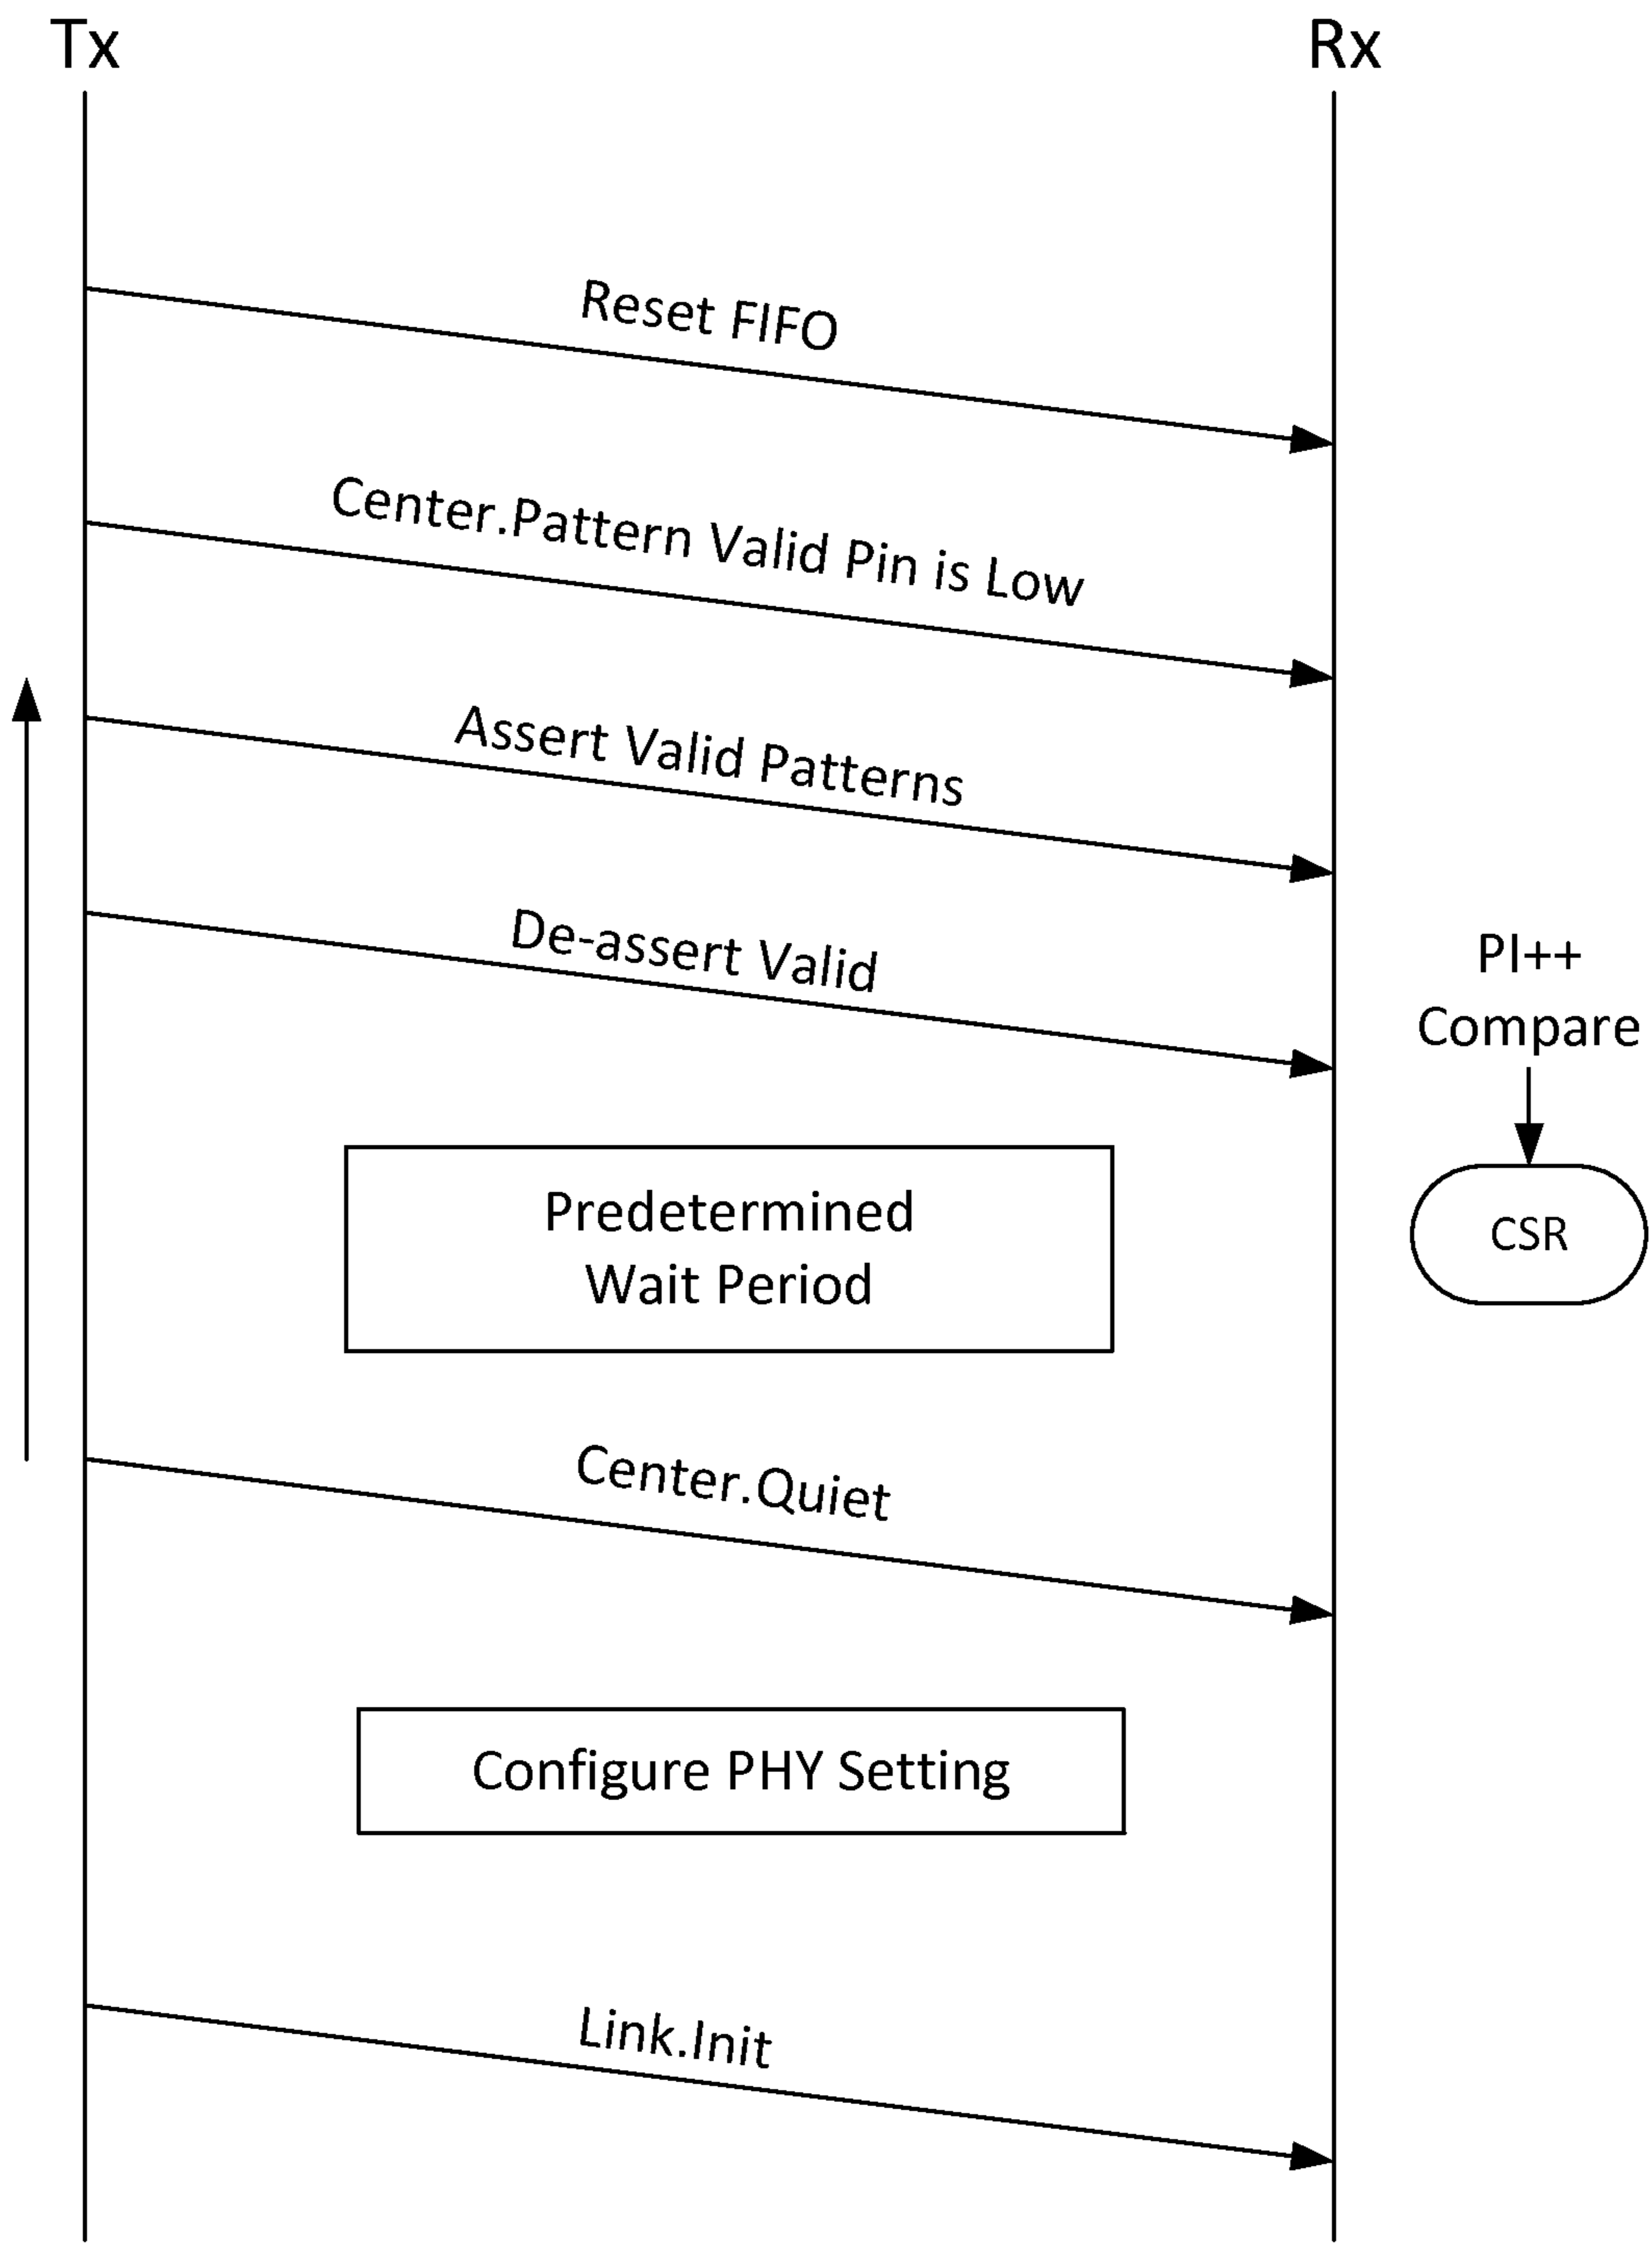 Tx
Rx
Reset FIFO
Center.Pattern Valid Pin is Low
Assert Valid Patterns
De-assert Valid
PI++
Compare
Predetermined
Wait Period
CSR
Center.Quiet
Configure PHY Setting
Link.Init